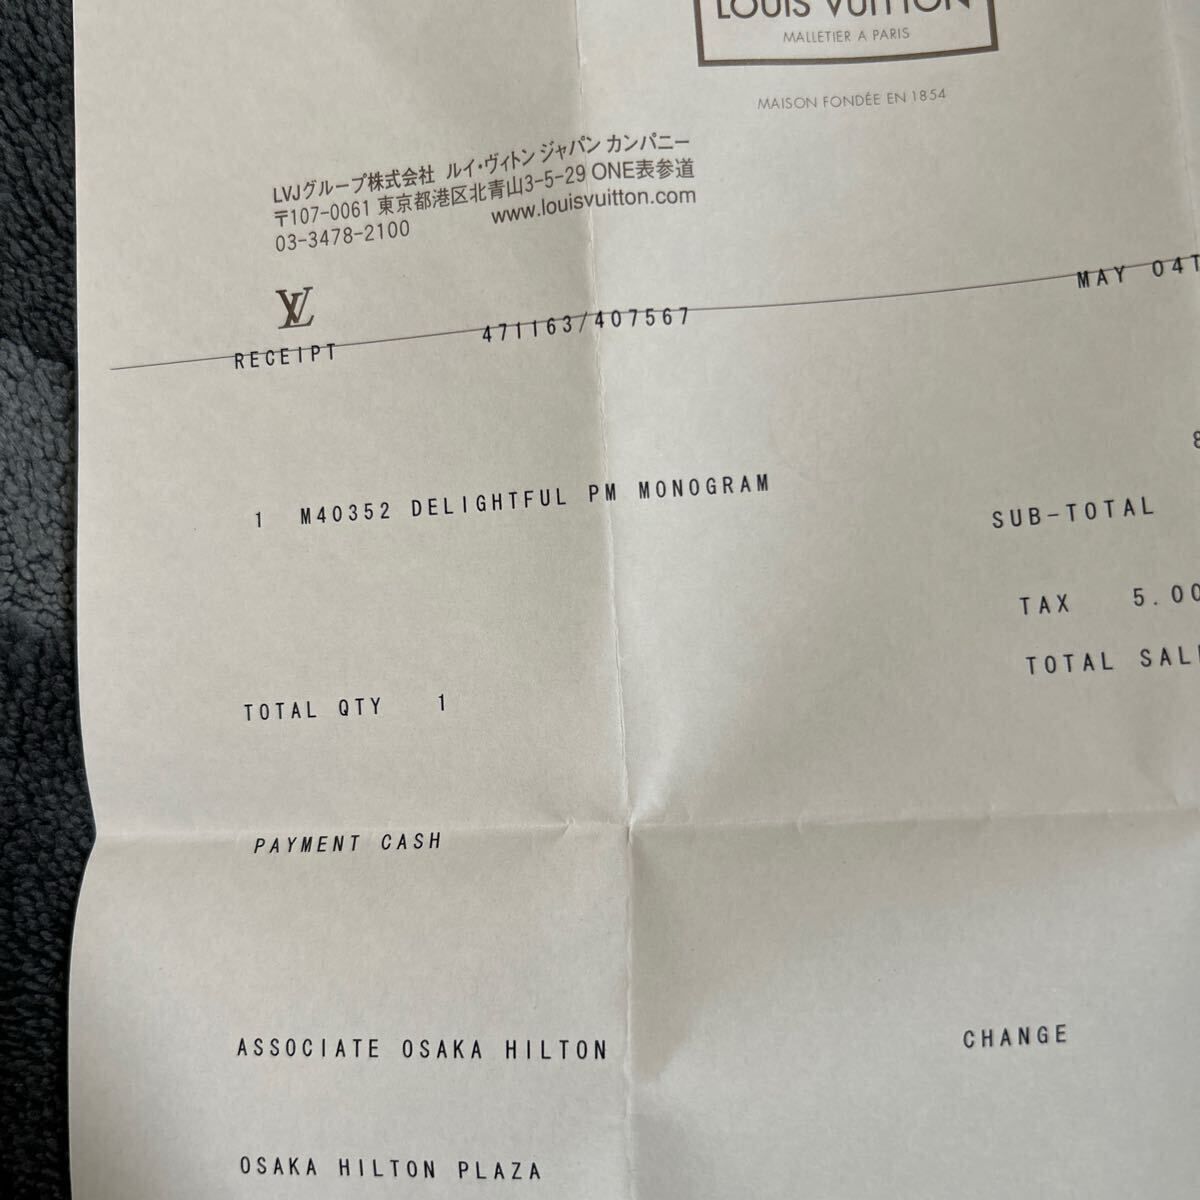 LOUIS VUITTON
MALLETIER A PARIS
MAISON FONDÉE EN 1854
LVJグループ株式会社 ルイ・ヴィトン ジャパン カンパニー
〒107-0061 東京都港区北青山3-5-29 ONE表参道
03-3478-2100 www.louisvuitton.com
LV
RECEIPT 471163/407567 MAY 04T
8
1 M40352 DELIGHTFUL PM MONOGRAM
SUB-TOTAL
TAX 5.00
TOTAL SAL
TOTAL QTY 1
PAYMENT CASH
ASSOCIATE OSAKA HILTON CHANGE
OSAKA HILTON PLAZA